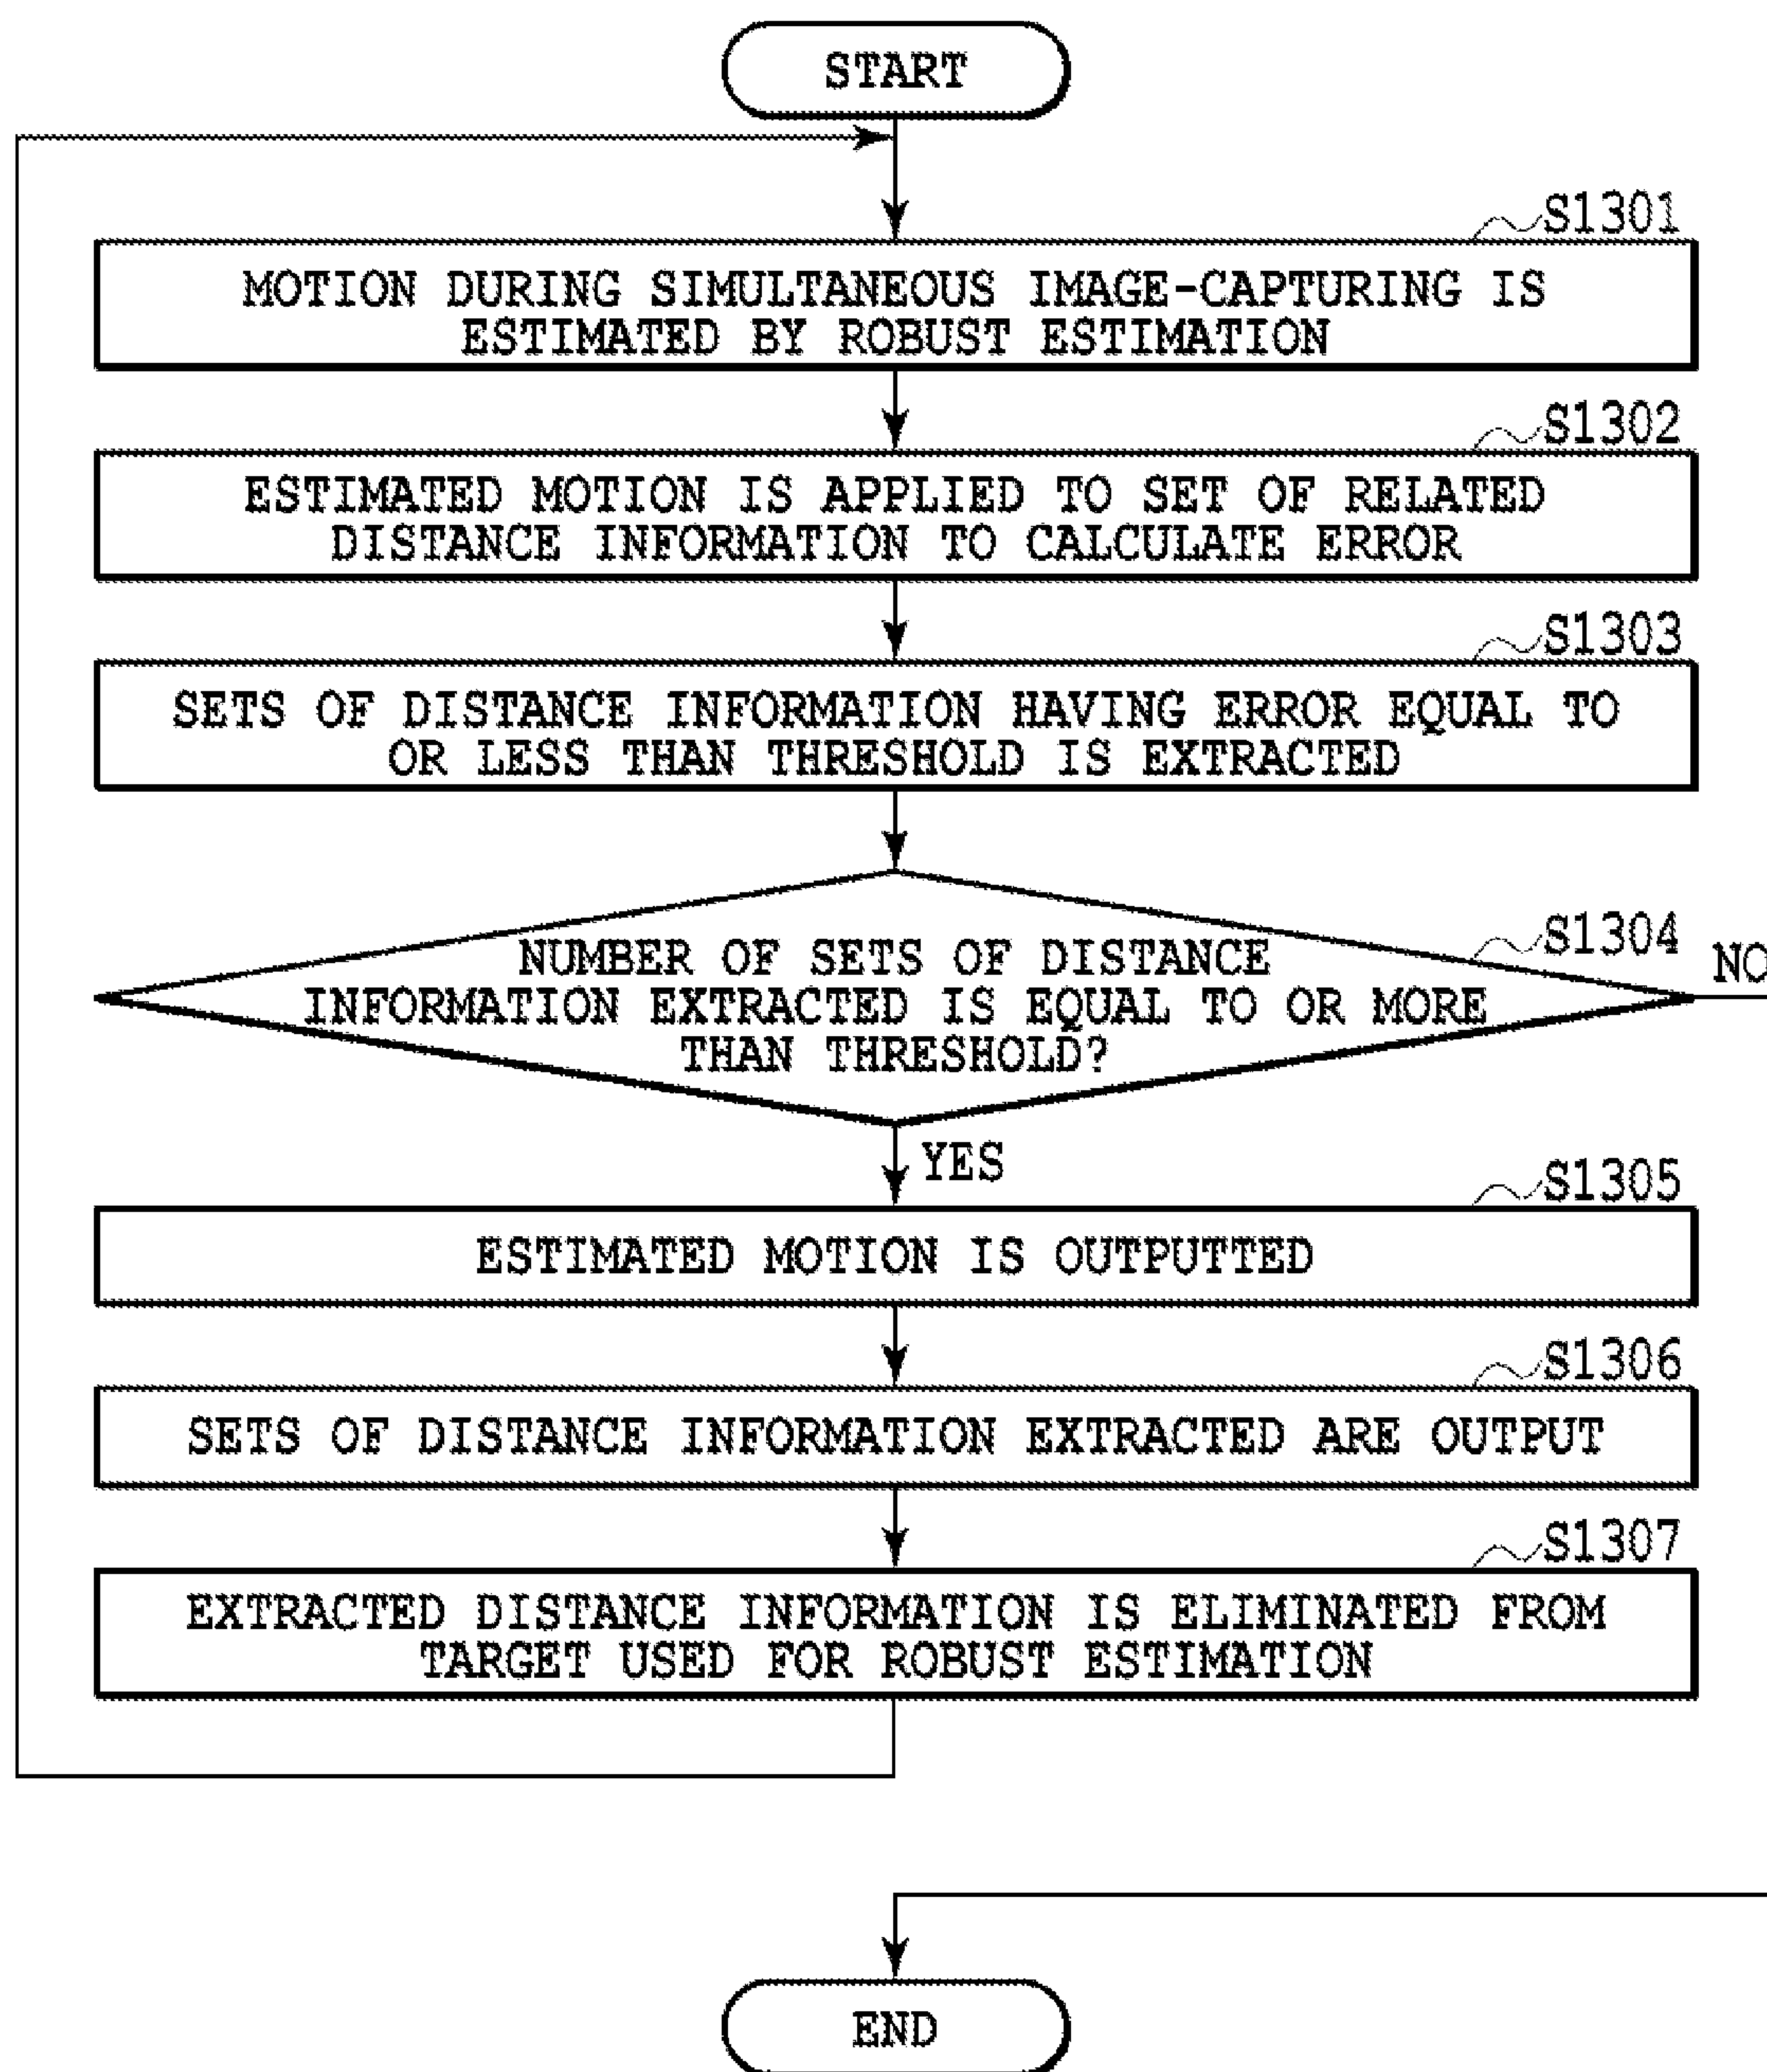 START
S1301
MOTION DURING SIMULTANEOUS IMAGE-CAPTURING IS
ESTIMATED BY ROBUST ESTIMATION
S1302
ESTIMATED MOTION IS APPLIED TO SET OF RELATED
DISTANCE INFORMATION TO CALCULATE ERROR
S1303
SETS OF DISTANCE INFORMATION HAVING ERROR EQUAL TO
OR LESS THAN THRESHOLD IS EXTRACTED
S1304
NO
NUMBER OF SETS OF DISTANCE
INFORMATION EXTRACTED IS EQUAL TO OR MORE
THAN THRESHOLD?
YES
S1305
ESTIMATED MOTION IS OUTPUTTED
S1306
SETS OF DISTANCE INFORMATION EXTRACTED ARE OUTPUT
S1307
EXTRACTED DISTANCE INFORMATION IS ELIMINATED FROM
TARGET USED FOR ROBUST ESTIMATION
END